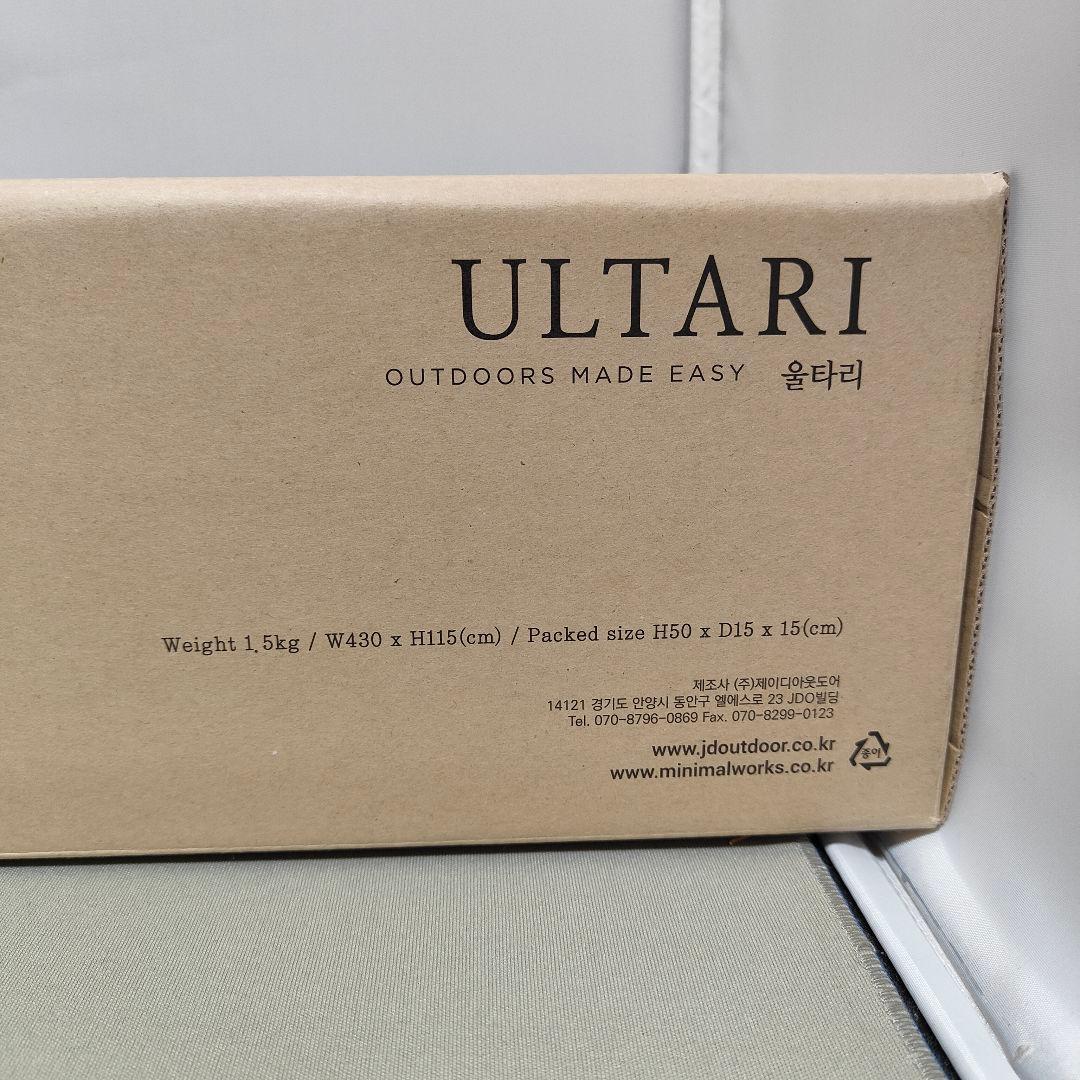 ULTARI
OUTDOORS MADE EASY 울타리
Weight 1.5kg / W430 x H115(cm) / Packed size H50 x D15 x 15(cm)
제조사 (주)제이디아웃도어
14121 경기도 안양시 동안구 엘에스로 23 JDO빌딩
Tel. 070-8796-0869 Fax. 070-8299-0123
www.jdoutdoor.co.kr
www.minimalworks.co.kr
종이